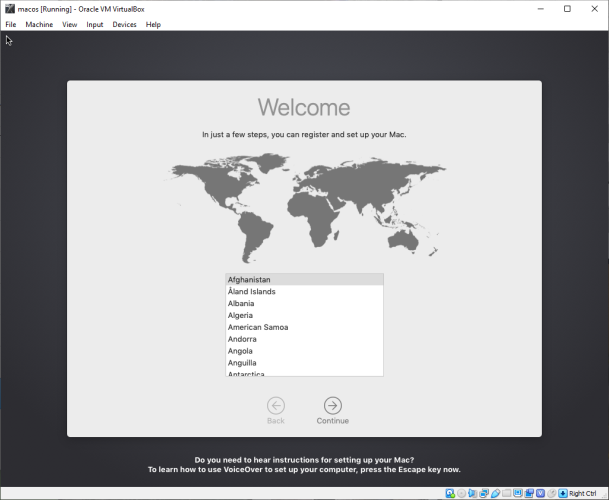 macos [Running] - Oracle VM VirtualBox
File Machine View Input Devices Help
Welcome
In just a few steps, you can register and set up your Mac.
Afghanistan
Åland Islands
Albania
Algeria
American Samoa
Andorra
Angola
Anguilla
Antarctica
Back Continue
Do you need to hear instructions for setting up your Mac?
To learn how to use VoiceOver to set up your computer, press the Escape key now.
Right Ctrl